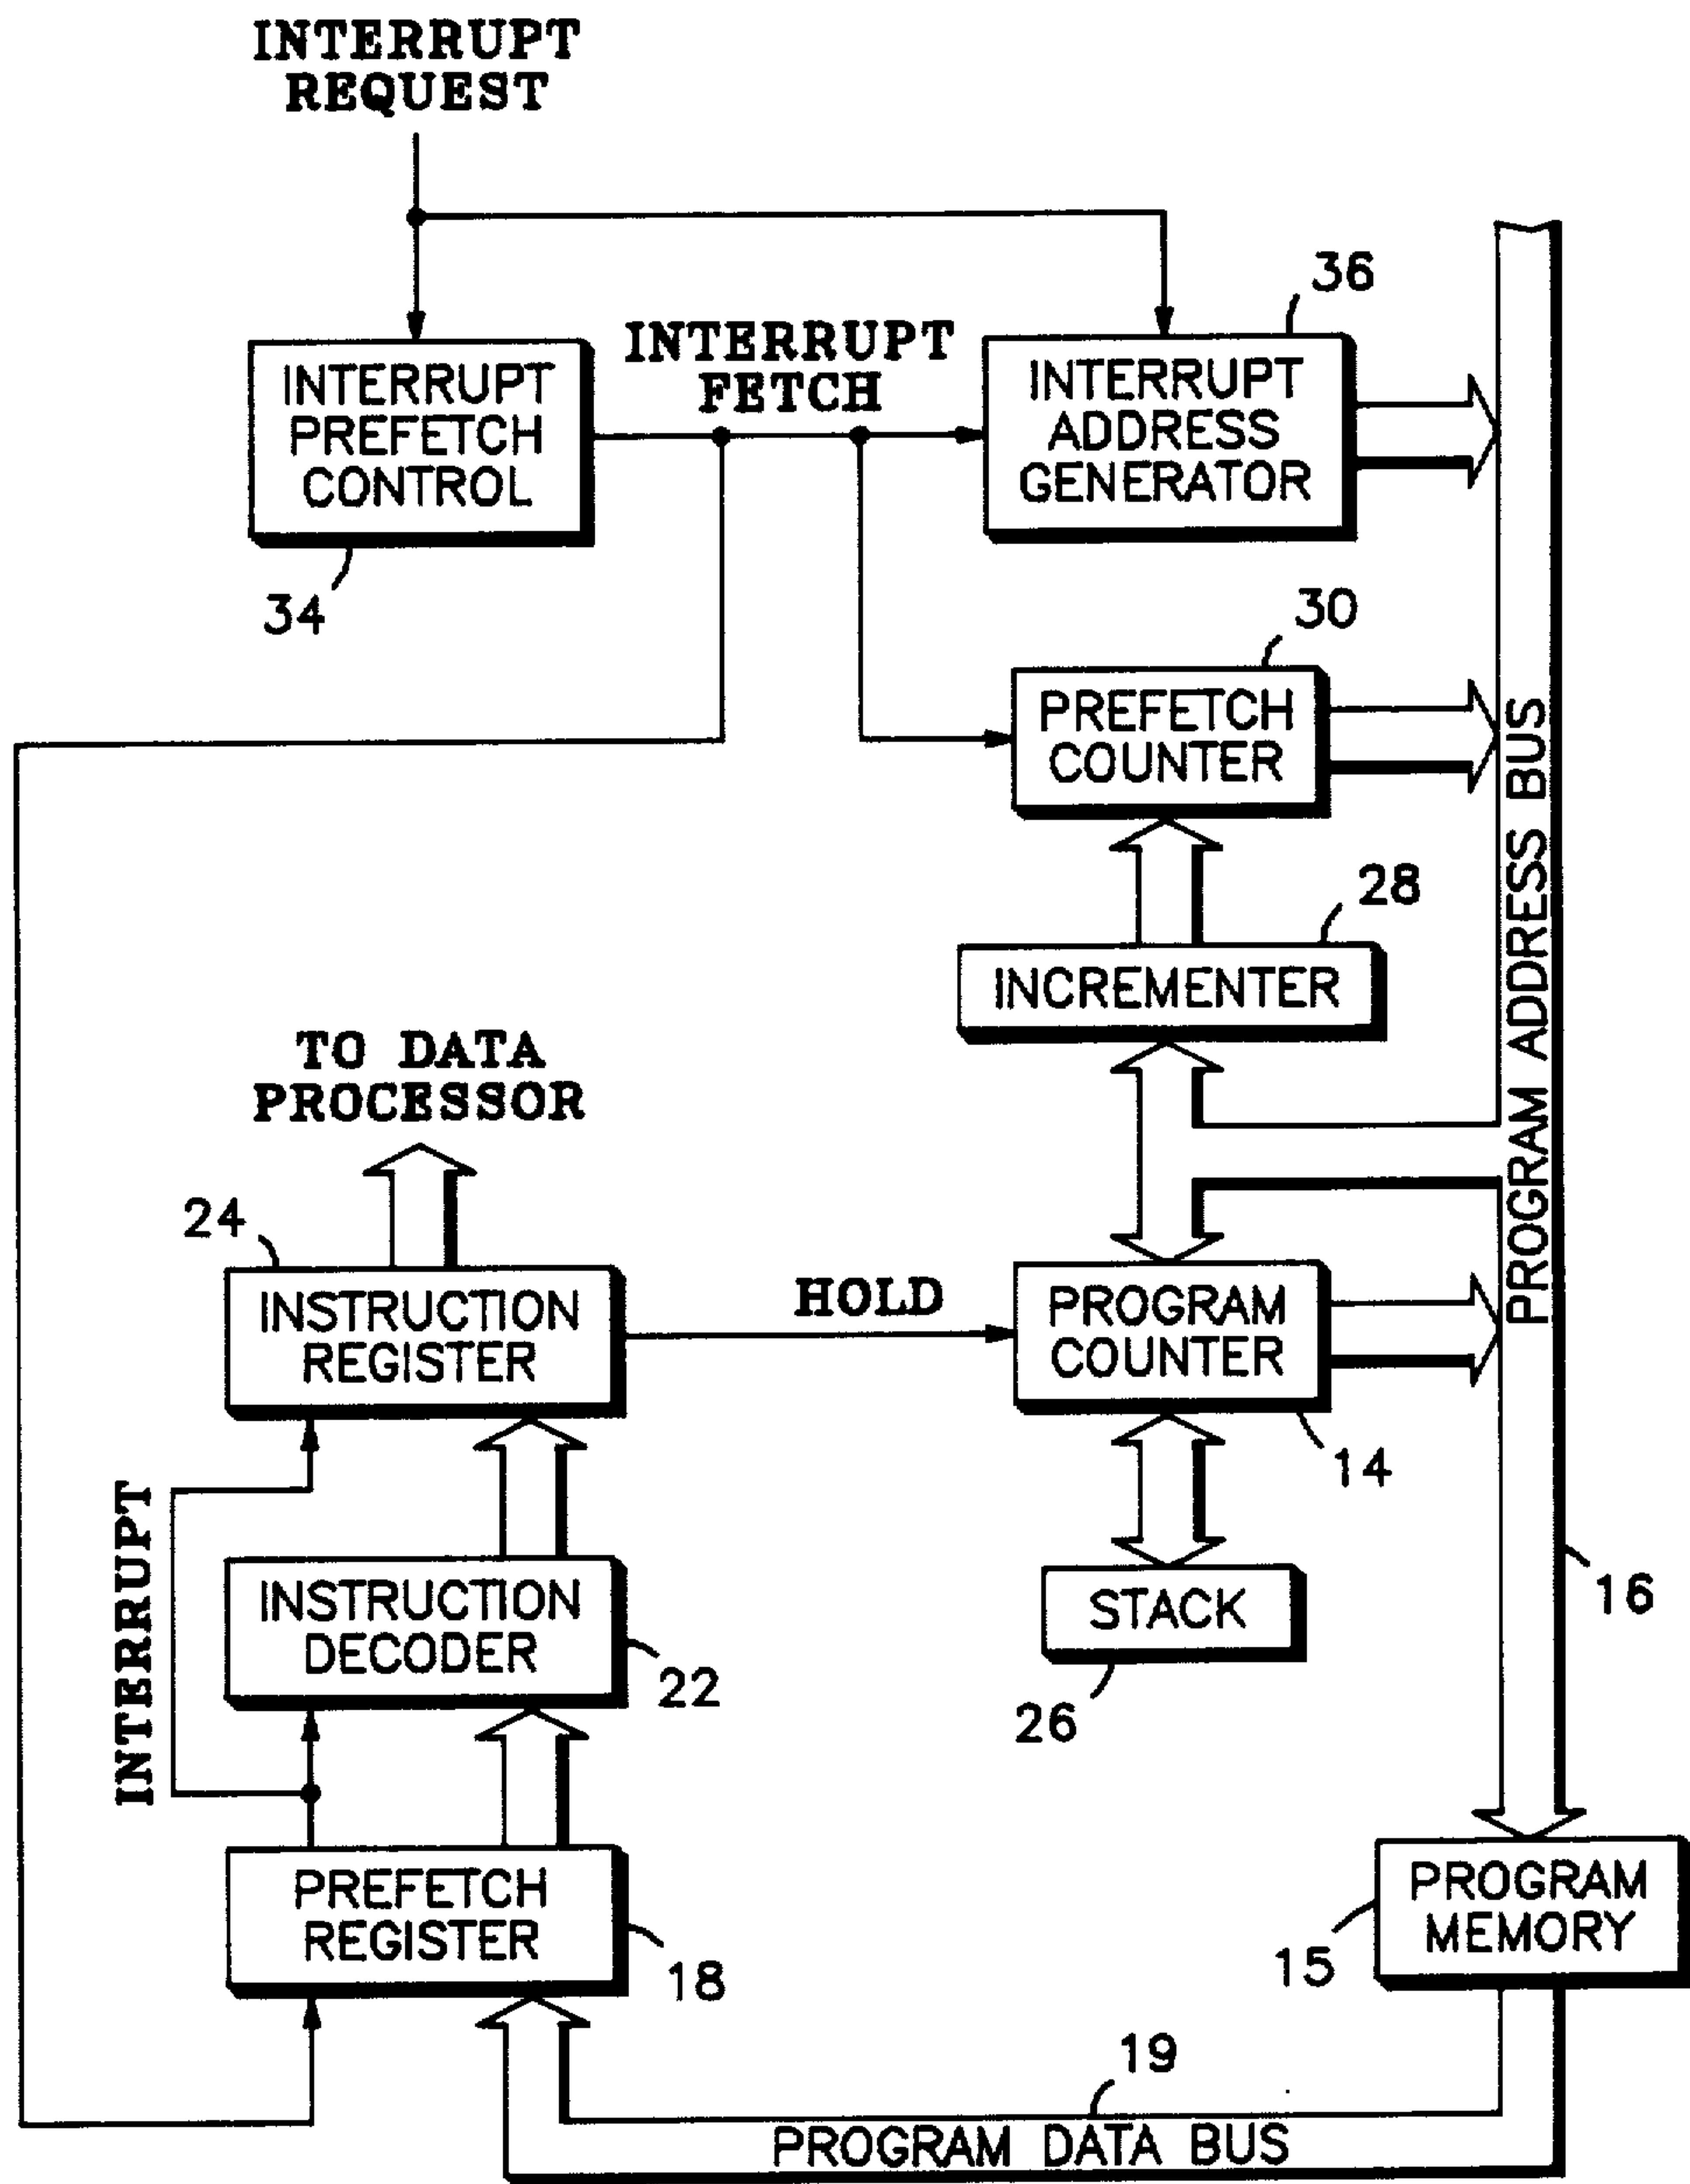 INTERRUPT
REQUEST
36
INTERRUPT
FETCH
INTERRUPT
PREFETCH
CONTROL
INTERRUPT
ADDRESS
GENERATOR
34
30
PREFETCH
COUNTER
PROGRAM ADDRESS BUS
28
INCREMENTER
TO DATA
PROCESSOR
24
INSTRUCTION
REGISTER
HOLD
PROGRAM
COUNTER
14
INTERRUPT
INSTRUCTION
DECODER
22
STACK
26
16
PREFETCH
REGISTER
18
PROGRAM
MEMORY
15
19
PROGRAM DATA BUS